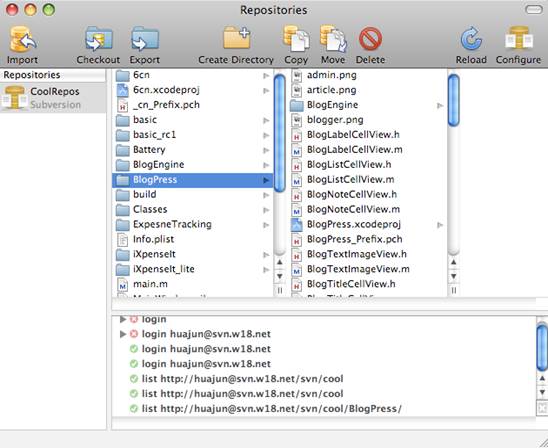 Repositories
Import Checkout Export Create Directory Copy Move Delete Reload Configure
Repositories
CoolRepos
Subversion
6cn
6cn.xcodeproj
_cn_Prefix.pch
basic
basic_rc1
Battery
BlogEngine
BlogPress
build
Classes
ExpesneTracking
Info.plist
iXpenseIt
iXpenseIt_lite
main.m
admin.png
article.png
BlogEngine
blogger.png
BlogLabelCellView.h
BlogLabelCellView.m
BlogListCellView.h
BlogListCellView.m
BlogNoteCellView.h
BlogNoteCellView.m
BlogPress.xcodeproj
BlogPress_Prefix.pch
BlogTextImageView.h
BlogTextImageView.m
BlogTitleCellView.h
login
login huajun@svn.w18.net
login huajun@svn.w18.net
login huajun@svn.w18.net
list http://huajun@svn.w18.net/svn/cool
list http://huajun@svn.w18.net/svn/cool
list http://huajun@svn.w18.net/svn/cool/BlogPress/